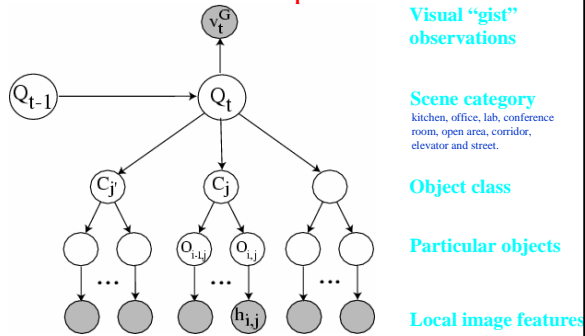 v_t^G
Visual “gist”
observations
Q_t-1
Q_t
Scene category
kitchen, office, lab, conference
room, open area, corridor,
elevator and street.
C_j'
C_j
Object class
O_i-1,j
O_i,j
Particular objects
...
...
...
h_i,j
Local image features